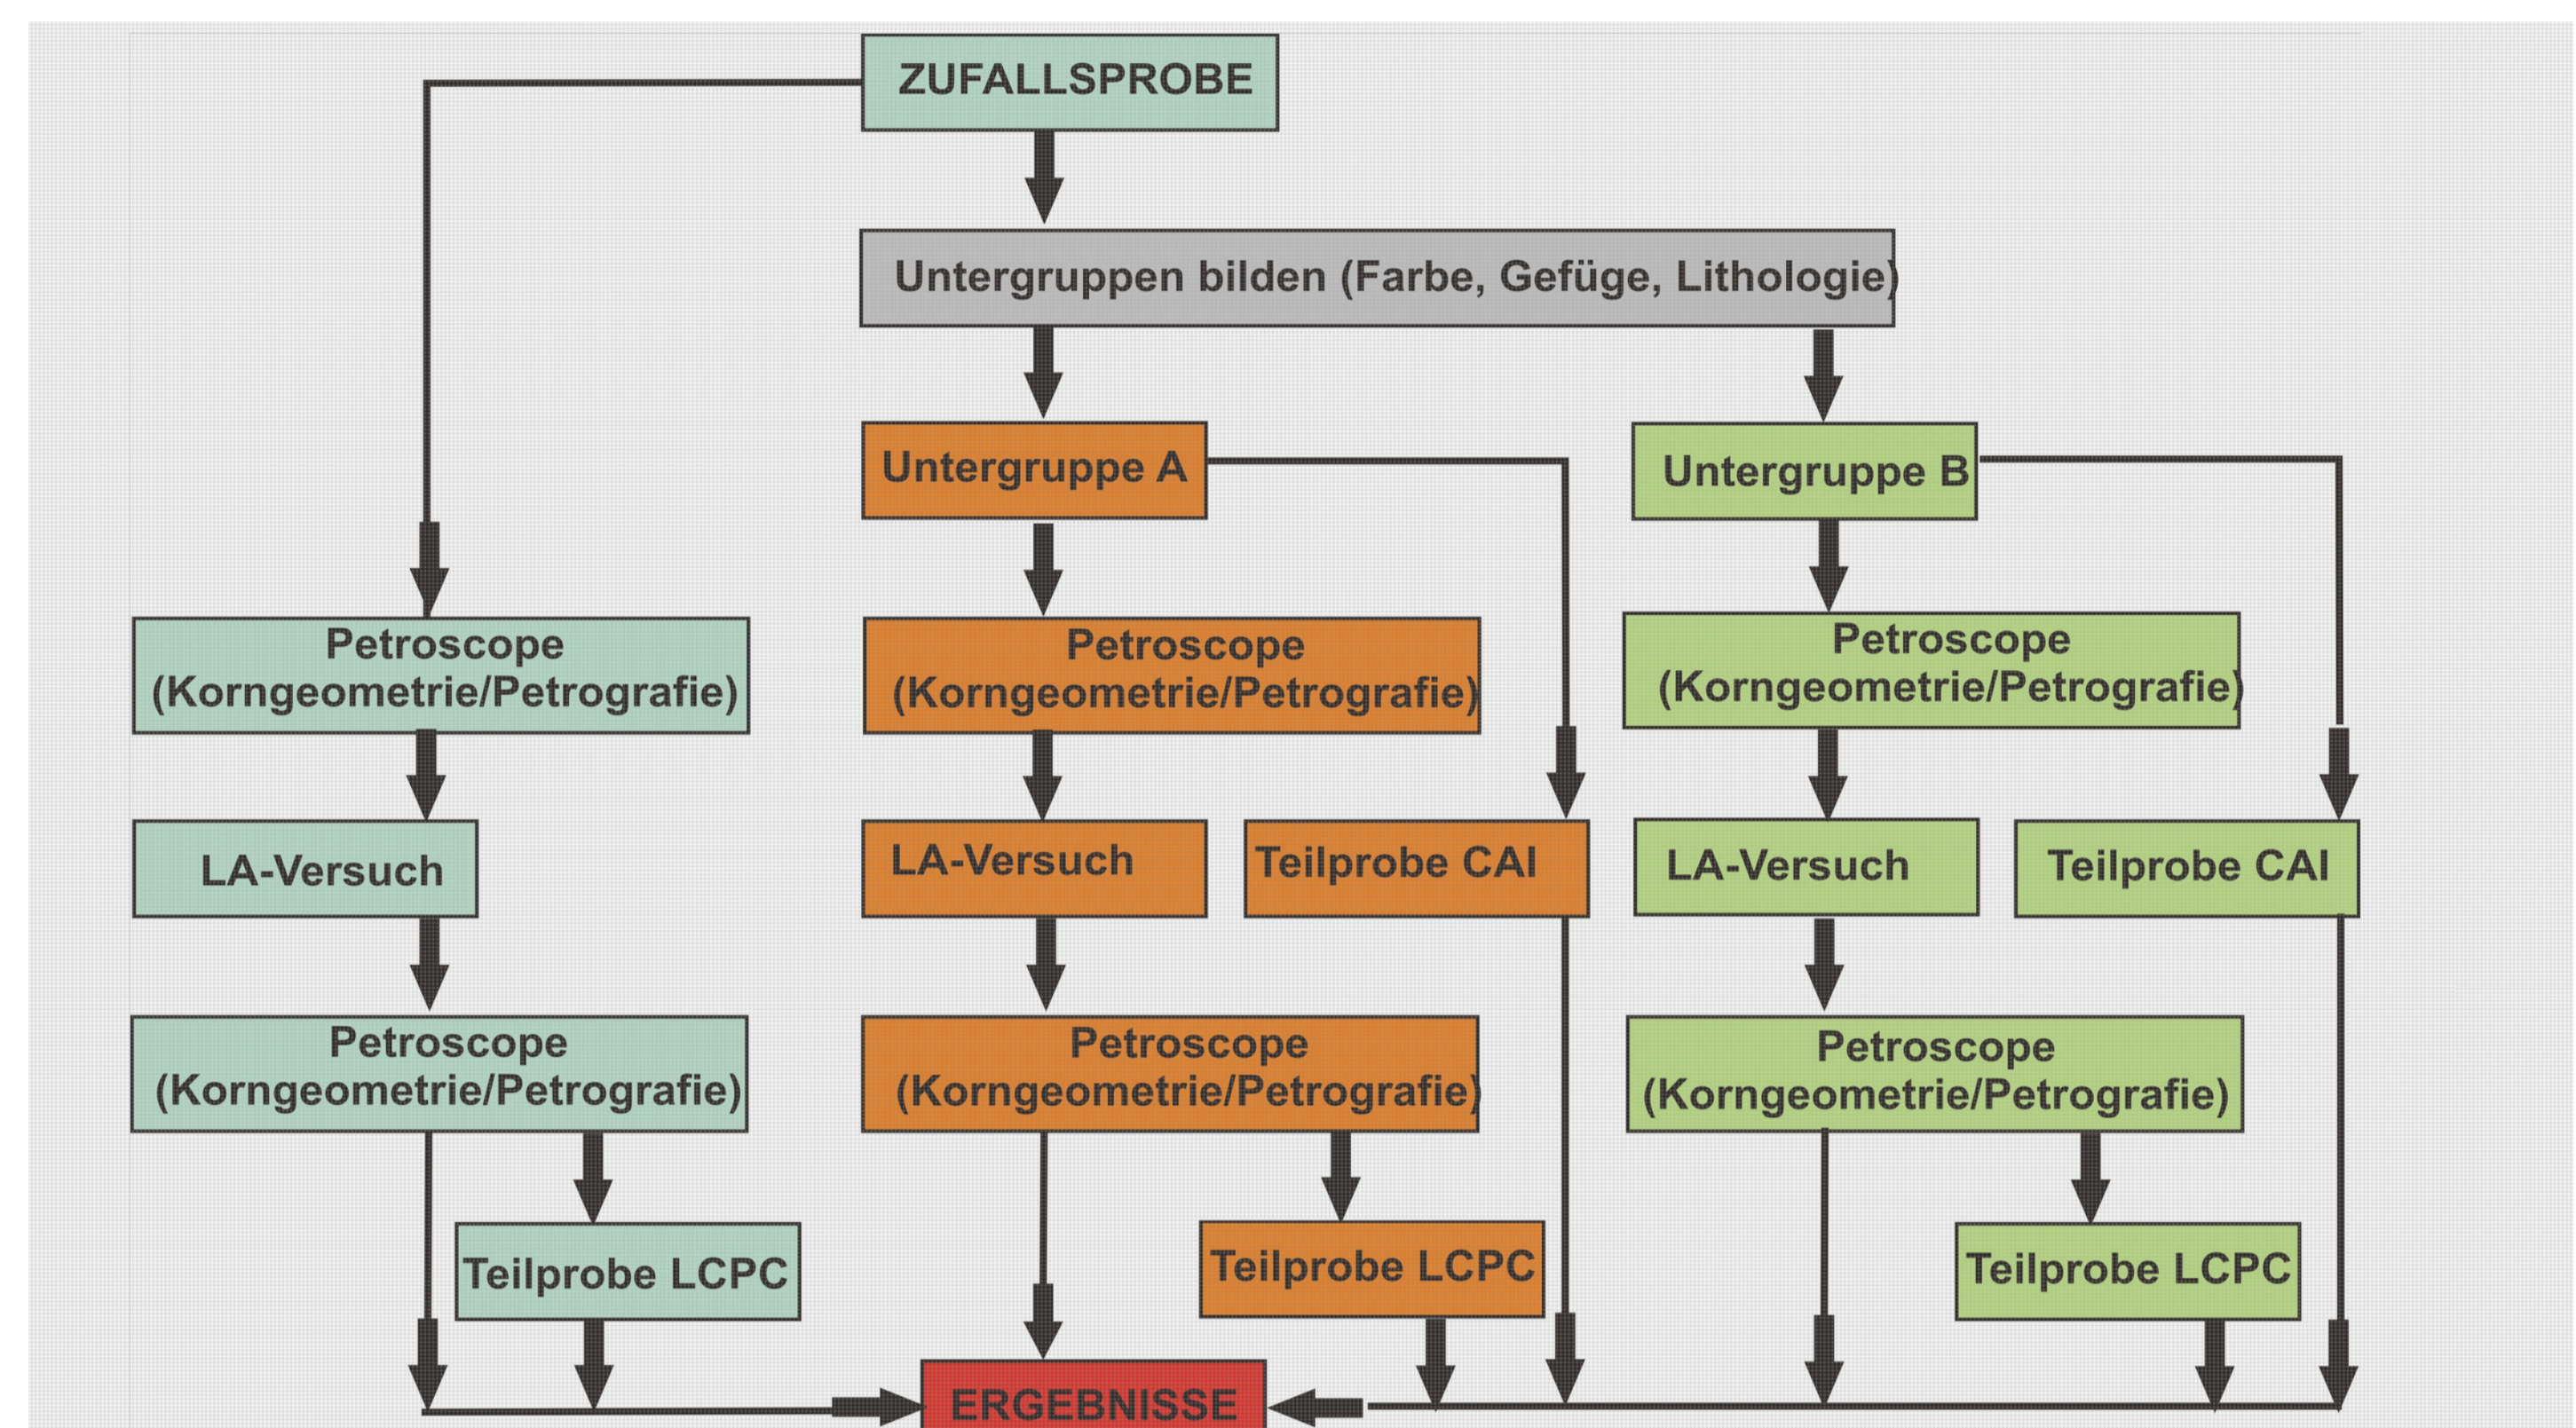 ZUFALLSPROBE
Untergruppen bilden (Farbe, Gefüge, Lithologie)
Untergruppe A
Untergruppe B
Petroscope
(Korngeometrie/Petrografie)
Petroscope
(Korngeometrie/Petrografie)
Petroscope
(Korngeometrie/Petrografie)
LA-Versuch
LA-Versuch
Teilprobe CAI
LA-Versuch
Teilprobe CAI
Petroscope
(Korngeometrie/Petrografie)
Petroscope
(Korngeometrie/Petrografie)
Petroscope
(Korngeometrie/Petrografie)
Teilprobe LCPC
Teilprobe LCPC
Teilprobe LCPC
ERGEBNISSE